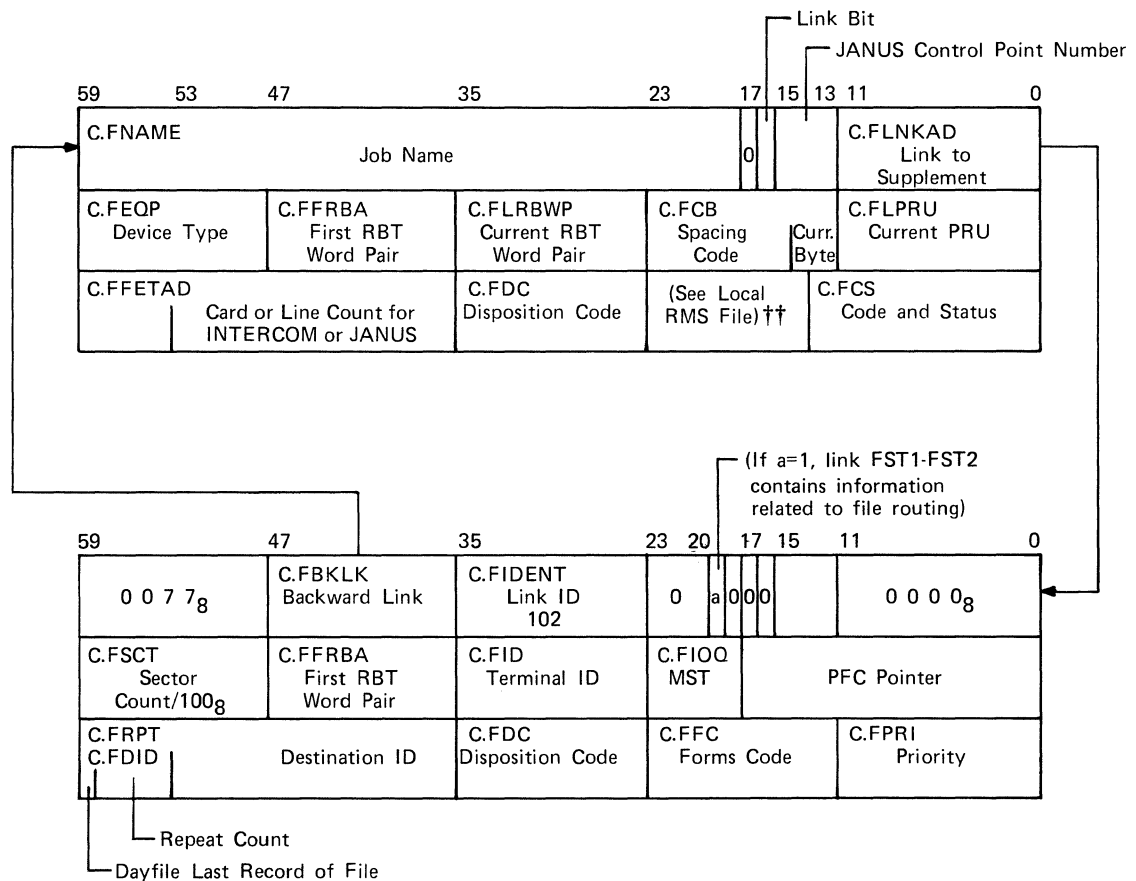 Link Bit
JANUS Control Point Number
59 53 47 35 23 17 15 13 11 0
C.FNAME
Job Name
0
C.FLNKAD
Link to
Supplement
C.FEQP
Device Type
C.FFRBA
First RBT
Word Pair
C.FLRBWP
Current RBT
Word Pair
C.FCB
Spacing
Code
Curr.
Byte
C.FLPRU
Current PRU
C.FFETAD
Card or Line Count for
INTERCOM or JANUS
C.FDC
Disposition Code
(See Local
RMS File)††
C.FCS
Code and Status
(If a=1, link FST1-FST2
contains information
related to file routing)
59 47 35 23 20 17 15 11 0
0 0 7 7₈
C.FBKLK
Backward Link
C.FIDENT
Link ID
102
0 a 0 0 0
0 0 0 0₈
C.FSCT
Sector
Count/100₈
C.FFRBA
First RBT
Word Pair
C.FID
Terminal ID
C.FIOQ
MST
PFC Pointer
C.FRPT
C.FDID
Destination ID
C.FDC
Disposition Code
C.FFC
Forms Code
C.FPRI
Priority
Repeat Count
Dayfile Last Record of File